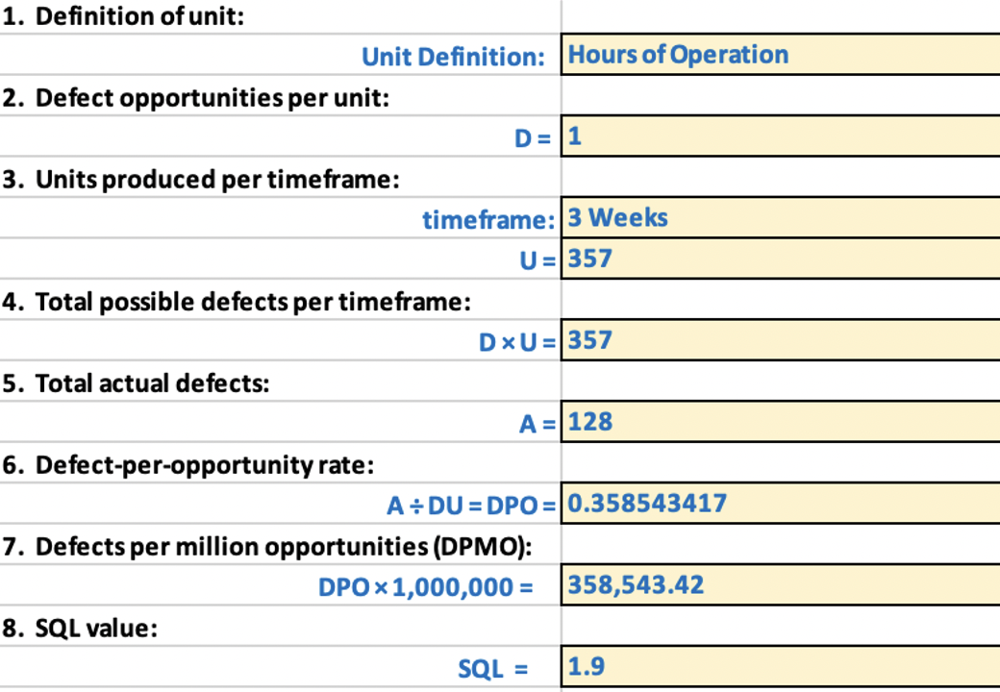 1. Definition of unit:
Unit Definition: Hours of Operation
2. Defect opportunities per unit:
D = 1
3. Units produced per timeframe:
timeframe: 3 Weeks
U = 357
4. Total possible defects per timeframe:
D × U = 357
5. Total actual defects:
A = 128
6. Defect-per-opportunity rate:
A ÷ DU = DPO = 0.358543417
7. Defects per million opportunities (DPMO):
DPO × 1,000,000 = 358,543.42
8. SQL value:
SQL = 1.9